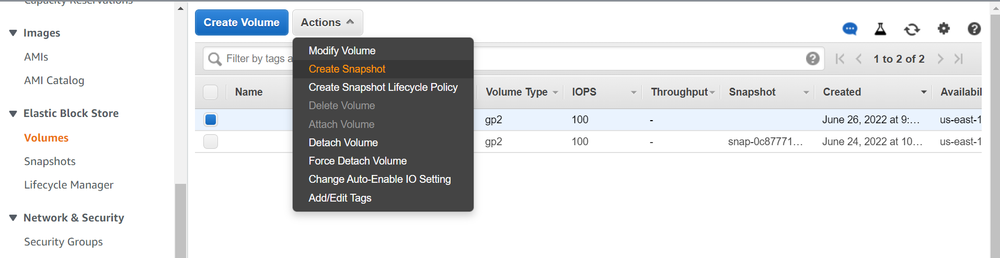 Capacity Reservations
Images
AMIs
AMI Catalog
Elastic Block Store
Volumes
Snapshots
Lifecycle Manager
Network & Security
Security Groups
Create Volume Actions
Modify Volume
Create Snapshot
Create Snapshot Lifecycle Policy
Delete Volume
Attach Volume
Detach Volume
Force Detach Volume
Change Auto-Enable IO Setting
Add/Edit Tags
Filter by tags a
1 to 2 of 2
Name Volume Type IOPS Throughput Snapshot Created Availabil
gp2 100 - June 26, 2022 at 9:... us-east-1
gp2 100 - snap-0c87771... June 24, 2022 at 10... us-east-1